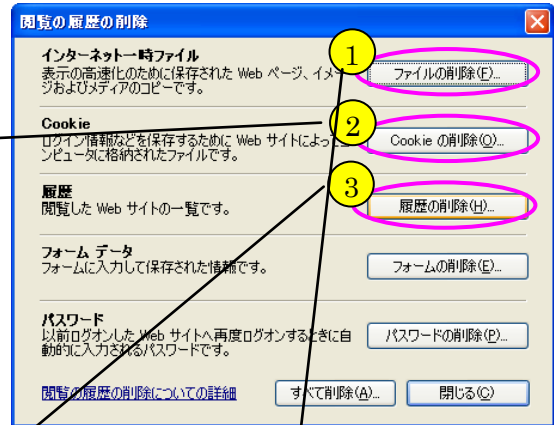 閲覧の履歴の削除
インターネット一時ファイル
表示の高速化のために保存された Web ページ、イメー
ジおよびメディアのコピーです。
1
ファイルの削除(F)...
Cookie
ログイン情報などを保存するために Web サイトによってコ
ンピュータに格納されたファイルです。
2
Cookie の削除(O)...
履歴
閲覧した Web サイトの一覧です。
3
履歴の削除(H)...
フォーム データ
フォームに入力して保存された情報です。
フォームの削除(E)...
パスワード
以前ログオンした Web サイトへ再度ログオンするときに自
動的に入力されるパスワードです。
パスワードの削除(P)...
閲覧の履歴の削除についての詳細
すべて削除(A)...
閉じる(C)